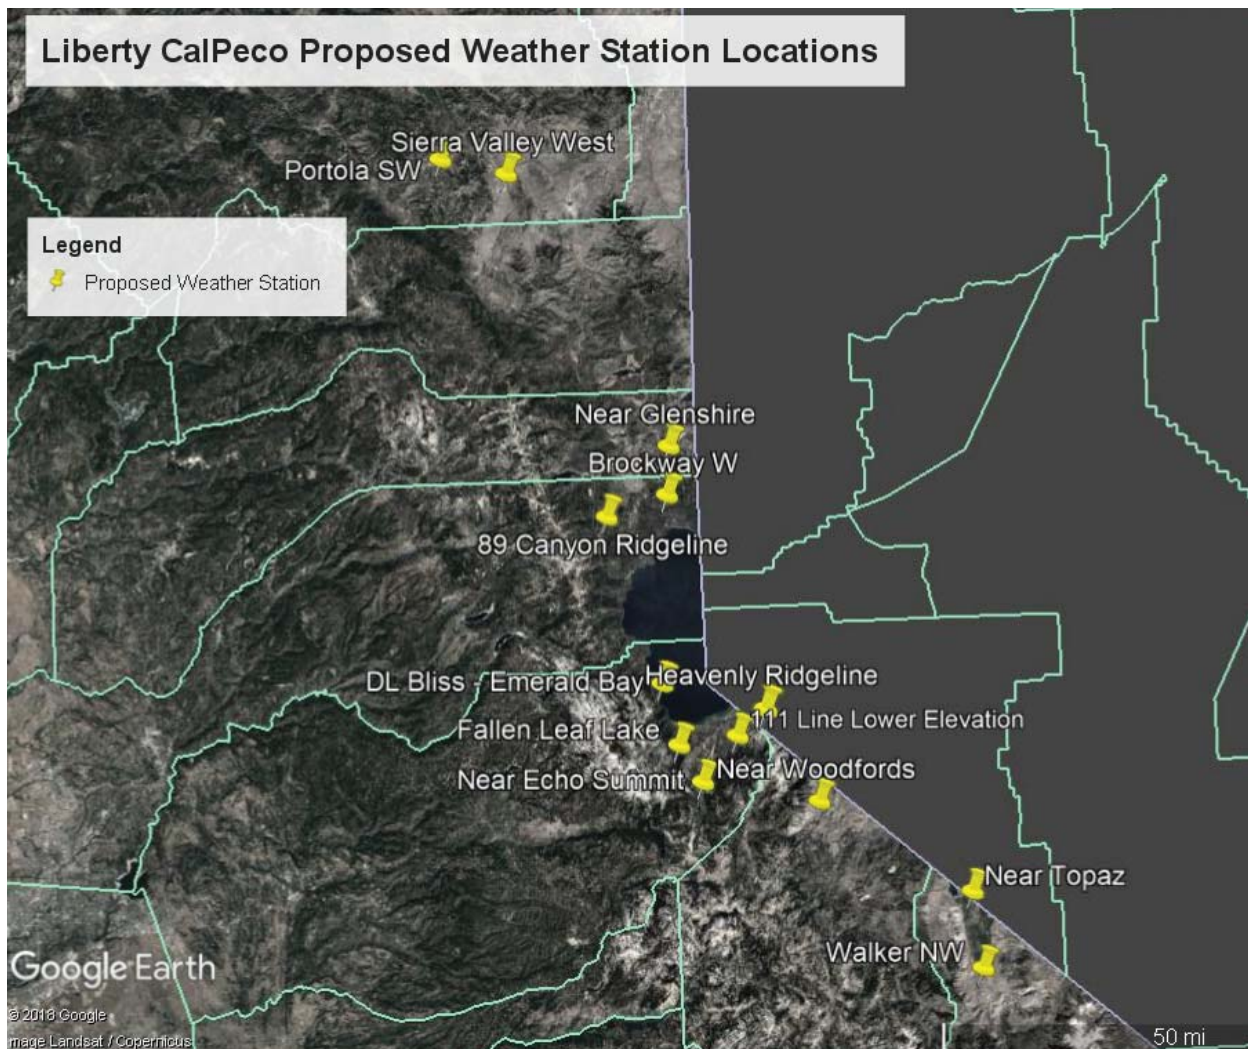 Liberty CalPeco Proposed Weather Station Locations
Sierra Valley West
Portola SW
Legend
Proposed Weather Station
Near Glenshire
Brockway W
89 Canyon Ridgeline
DL Bliss - Emerald Bay
Heavenly Ridgeline
111 Line Lower Elevation
Fallen Leaf Lake
Near Woodfords
Near Echo Summit
Near Topaz
Walker NW
Google Earth
© 2018 Google
mage Landsat / Copernicus
50 mi